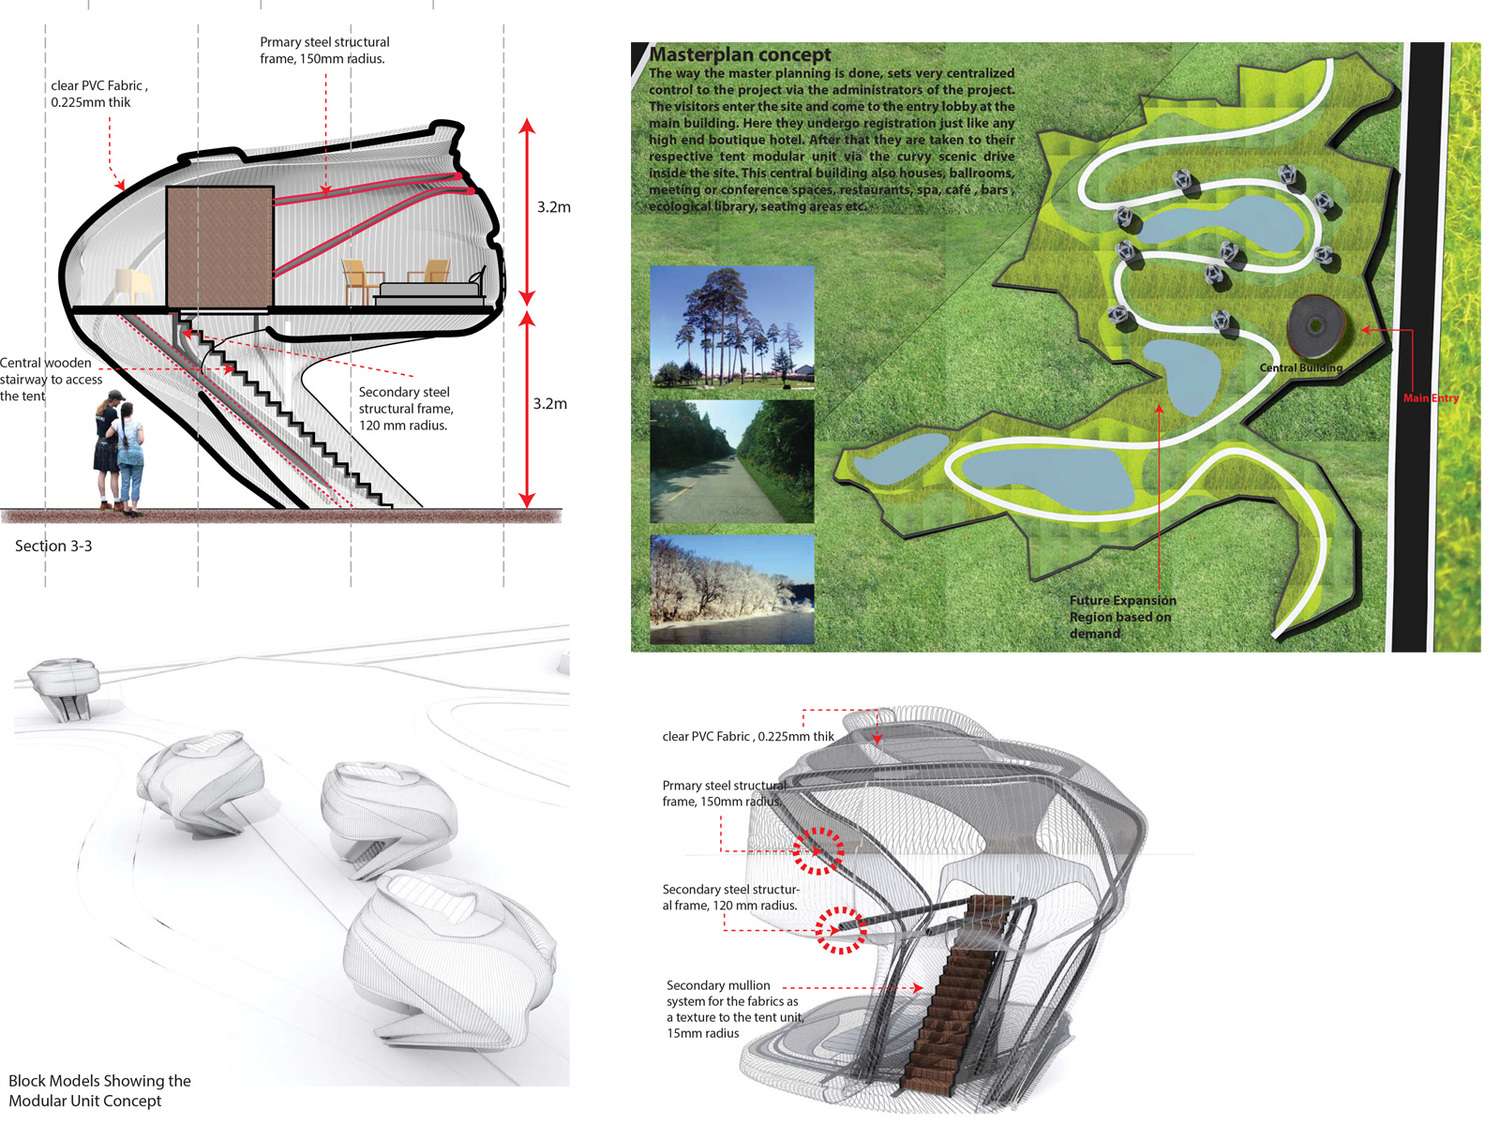 Prmary steel structural
frame, 150mm radius.
clear PVC Fabric ,
0.225mm thik
3.2m
Central wooden
stairway to access
the tent
Secondary steel
structural frame,
120 mm radius.
3.2m
Section 3-3
Masterplan concept
The way the master planning is done, sets very centralized
control to the project via the administrators of the project.
The visitors enter the site and come to the entry lobby at the
main building. Here they undergo registration just like any
high end boutique hotel. After that they are taken to their
respective tent modular unit via the curvy scenic drive
inside the site. This central building also houses, ballrooms,
meeting or conference spaces, restaurants, spa, café , bars ,
ecological library, seating areas etc.
Central Building
Main Entry
Future Expansion
Region based on
demand
Block Models Showing the
Modular Unit Concept
clear PVC Fabric , 0.225mm thik
Prmary steel structural
frame, 150mm radius.
Secondary steel structur-
al frame, 120 mm radius.
Secondary mullion
system for the fabrics as
a texture to the tent unit,
15mm radius